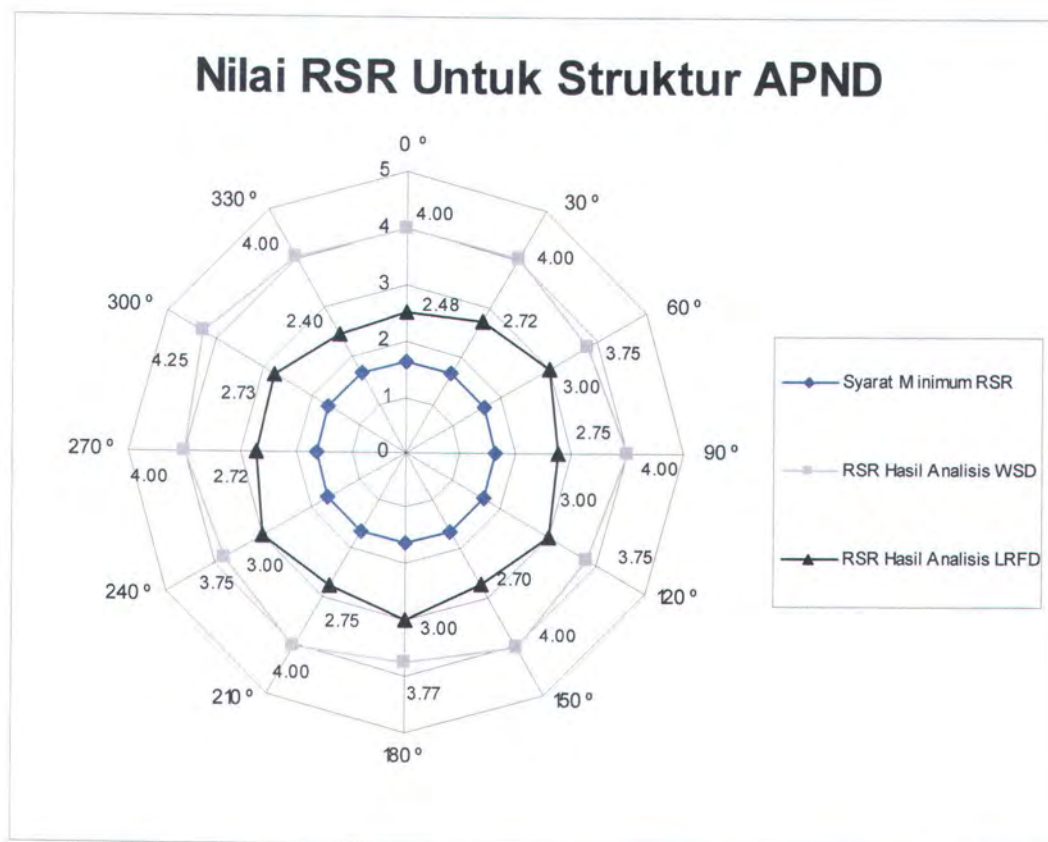 Nilai RSR Untuk Struktur APND
0 º
5
330 º
30 º
4.00
4
4.00
4.00
300 º
3
60 º
2.40
2.48
2.72
2
4.25
3.75
2.73
3.00
1
270 º
2.75
90 º
4.00
2.72
0
4.00
3.00
3.75
3.00
2.70
3.75
240 º
120 º
2.75
3.00
4.00
4.00
3.77
210 º
150 º
180 º
Syarat Minimum RSR
RSR Hasil Analisis WSD
RSR Hasil Analisis LRFD